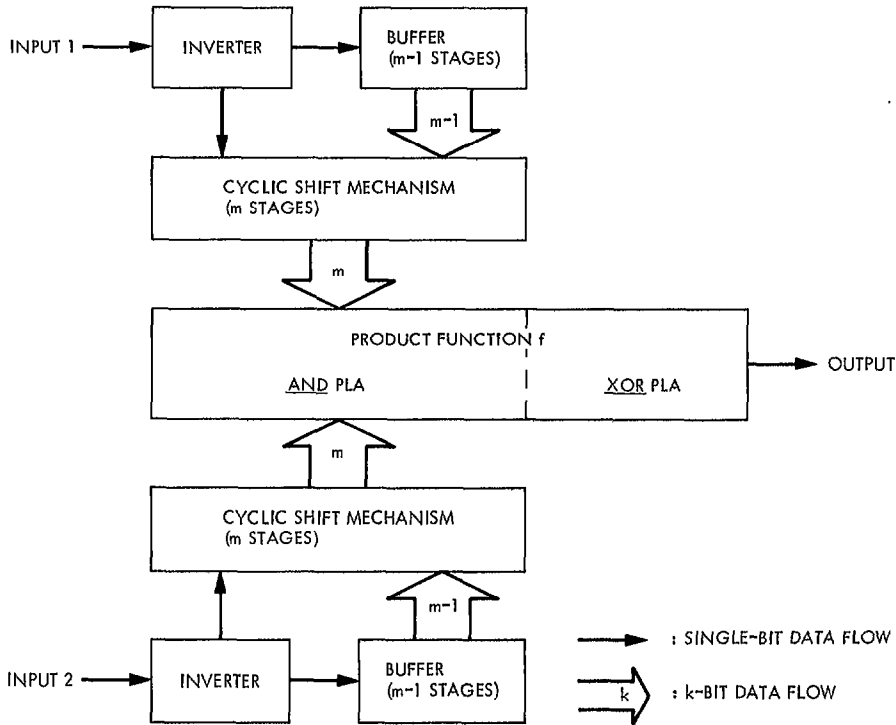 INPUT 1
INVERTER
BUFFER
(m-1 STAGES)
m-1
CYCLIC SHIFT MECHANISM
(m STAGES)
m
PRODUCT FUNCTION f
AND PLA
XOR PLA
OUTPUT
m
CYCLIC SHIFT MECHANISM
(m STAGES)
m-1
INPUT 2
INVERTER
BUFFER
(m-1 STAGES)
: SINGLE-BIT DATA FLOW
k
: k-BIT DATA FLOW